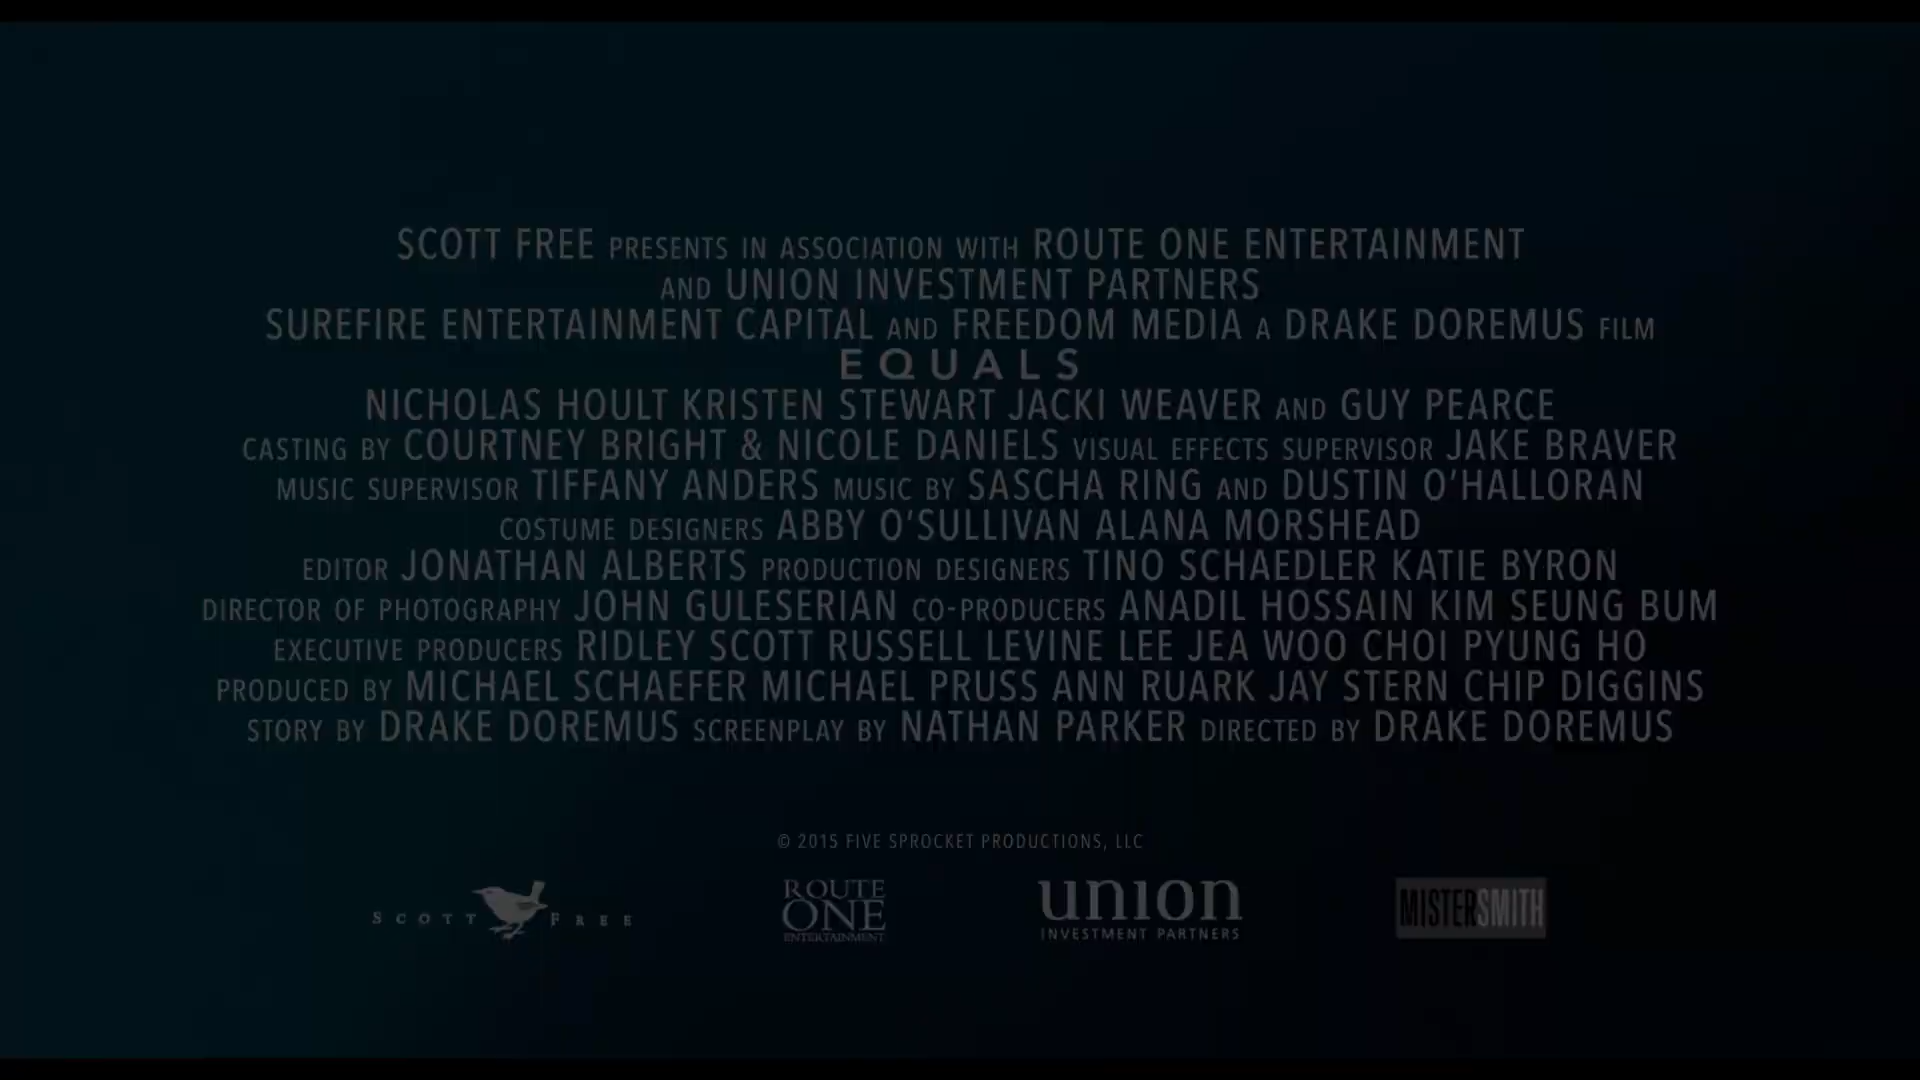 SCOTT FREE PRESENTS IN ASSOCIATION WITH ROUTE ONE ENTERTAINMENT
AND UNION INVESTMENT PARTNERS
SUREFIRE ENTERTAINMENT CAPITAL AND FREEDOM MEDIA A DRAKE DOREMUS FILM
EQUALS
NICHOLAS HOULT KRISTEN STEWART JACKI WEAVER AND GUY PEARCE
CASTING BY COURTNEY BRIGHT & NICOLE DANIELS VISUAL EFFECTS SUPERVISOR JAKE BRAVER
MUSIC SUPERVISOR TIFFANY ANDERS MUSIC BY SASCHA RING AND DUSTIN O'HALLORAN
COSTUME DESIGNERS ABBY O'SULLIVAN ALANA MORSHEAD
EDITOR JONATHAN ALBERTS PRODUCTION DESIGNERS TINO SCHAEDLER KATIE BYRON
DIRECTOR OF PHOTOGRAPHY JOHN GULESERIAN CO-PRODUCERS ANADIL HOSSAIN KIM SEUNG BUM
EXECUTIVE PRODUCERS RIDLEY SCOTT RUSSELL LEVINE LEE JEA WOO CHOI PYUNG HO
PRODUCED BY MICHAEL SCHAEFER MICHAEL PRUSS ANN RUARK JAY STERN CHIP DIGGINS
STORY BY DRAKE DOREMUS SCREENPLAY BY NATHAN PARKER DIRECTED BY DRAKE DOREMUS
© 2015 FIVE SPROCKET PRODUCTIONS, LLC
SCOTT FREE
ROUTE
ONE
ENTERTAINMENT
union
INVESTMENT PARTNERS
MISTERSMITH